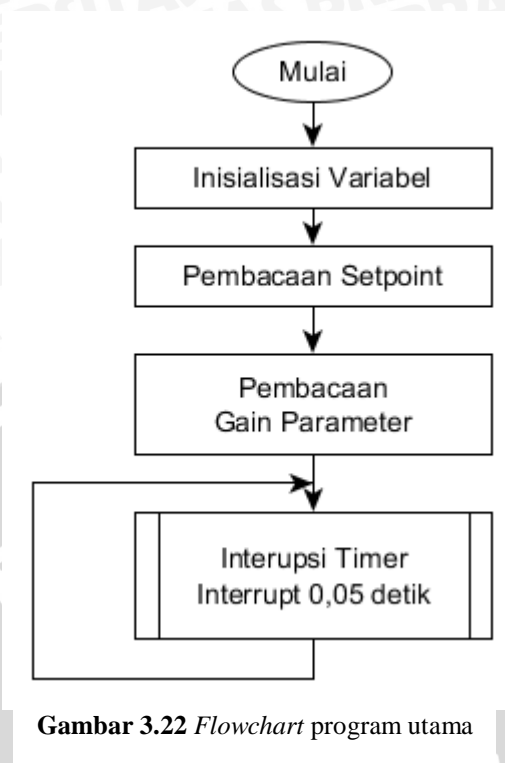 Mulai
Inisialisasi Variabel
Pembacaan Setpoint
Pembacaan
Gain Parameter
Interupsi Timer
Interrupt 0,05 detik
Gambar 3.22 Flowchart program utama